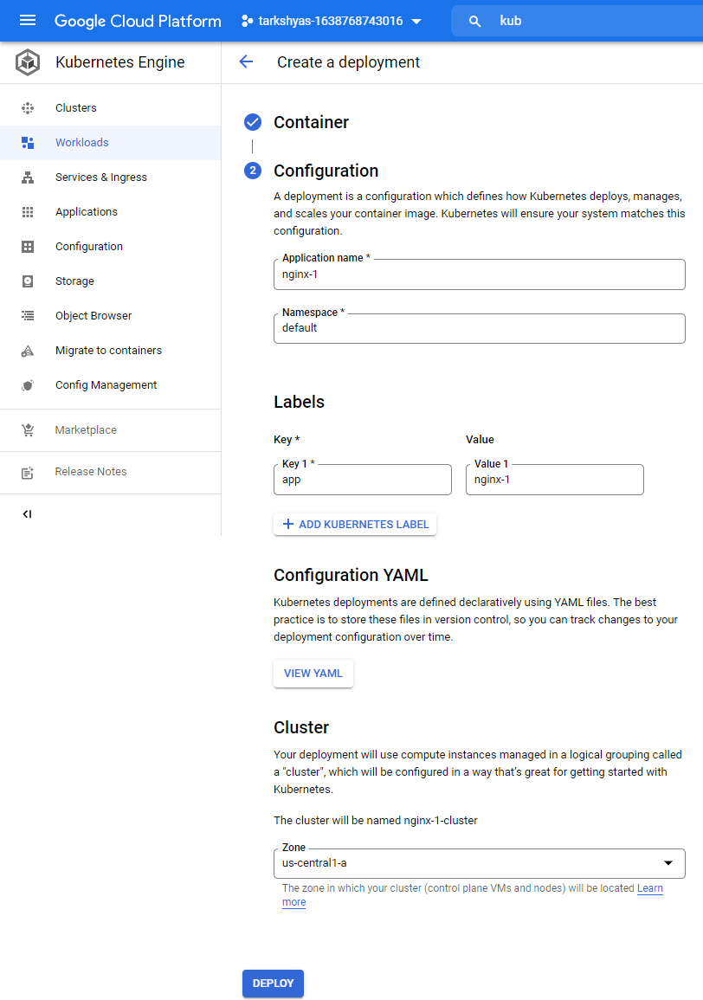 Google Cloud Platform
tarkshyas-1638768743016
kub
Kubernetes Engine
Create a deployment
Clusters
Workloads
Services & Ingress
Applications
Configuration
Storage
Object Browser
Migrate to containers
Config Management
Marketplace
Release Notes
Container
2
Configuration
A deployment is a configuration which defines how Kubernetes deploys, manages,
and scales your container image. Kubernetes will ensure your system matches this
configuration.
Application name *
nginx-1
Namespace *
default
Labels
Key *
Value
Key 1 *
app
Value 1
nginx-1
ADD KUBERNETES LABEL
Configuration YAML
Kubernetes deployments are defined declaratively using YAML files. The best
practice is to store these files in version control, so you can track changes to your
deployment configuration over time.
VIEW YAML
Cluster
Your deployment will use compute instances managed in a logical grouping called
a "cluster", which will be configured in a way that's great for getting started with
Kubernetes.
The cluster will be named nginx-1-cluster
Zone
us-central1-a
The zone in which your cluster (control plane VMs and nodes) will be located Learn
more
DEPLOY